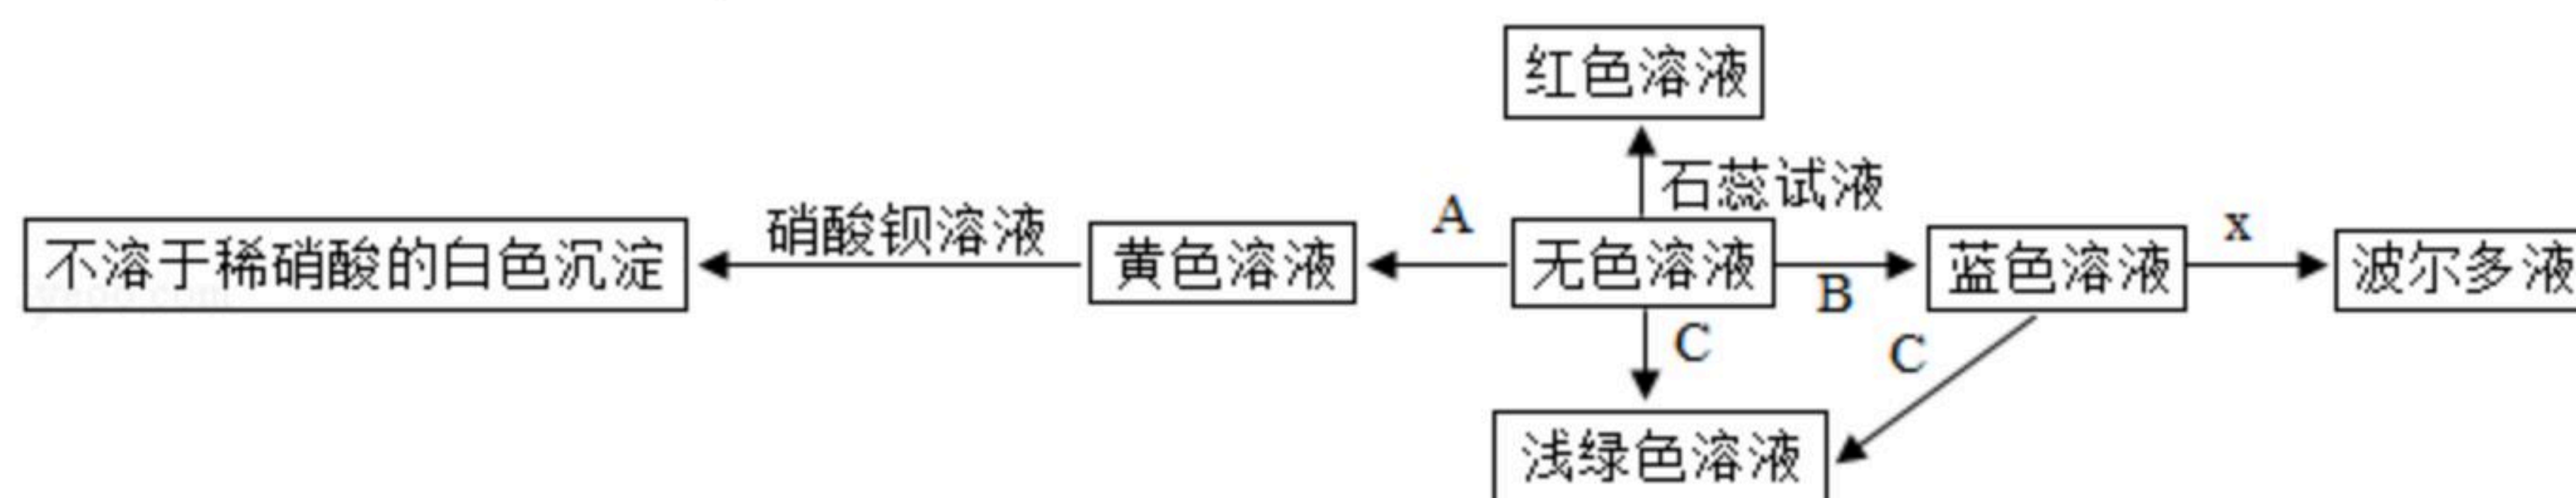 红色溶液
石蕊试液
不溶于稀硝酸的白色沉淀
硝酸钡溶液
黄色溶液
A
无色溶液
B
蓝色溶液
x
波尔多液
C
C
浅绿色溶液